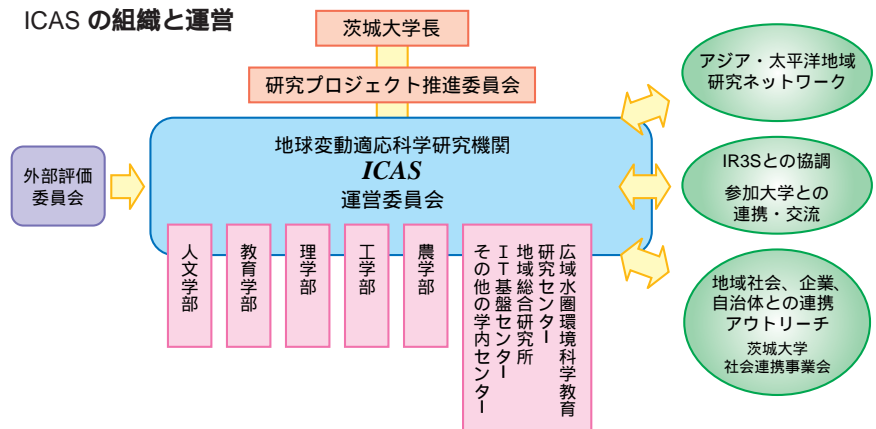 ICAS の組織と運営
茨城大学長
研究プロジェクト推進委員会
地球変動適応科学研究機関
ICAS
運営委員会
外部評価
委員会
人文学部
教育学部
理学部
工学部
農学部
広域水圏環境科学教育
研究センター
地域総合研究所
IT基盤センター
その他の学内センター
アジア・太平洋地域
研究ネットワーク
IR3Sとの協調
参加大学との
連携・交流
地域社会、企業、
自治体との連携
アウトリーチ
茨城大学
社会連携事業会